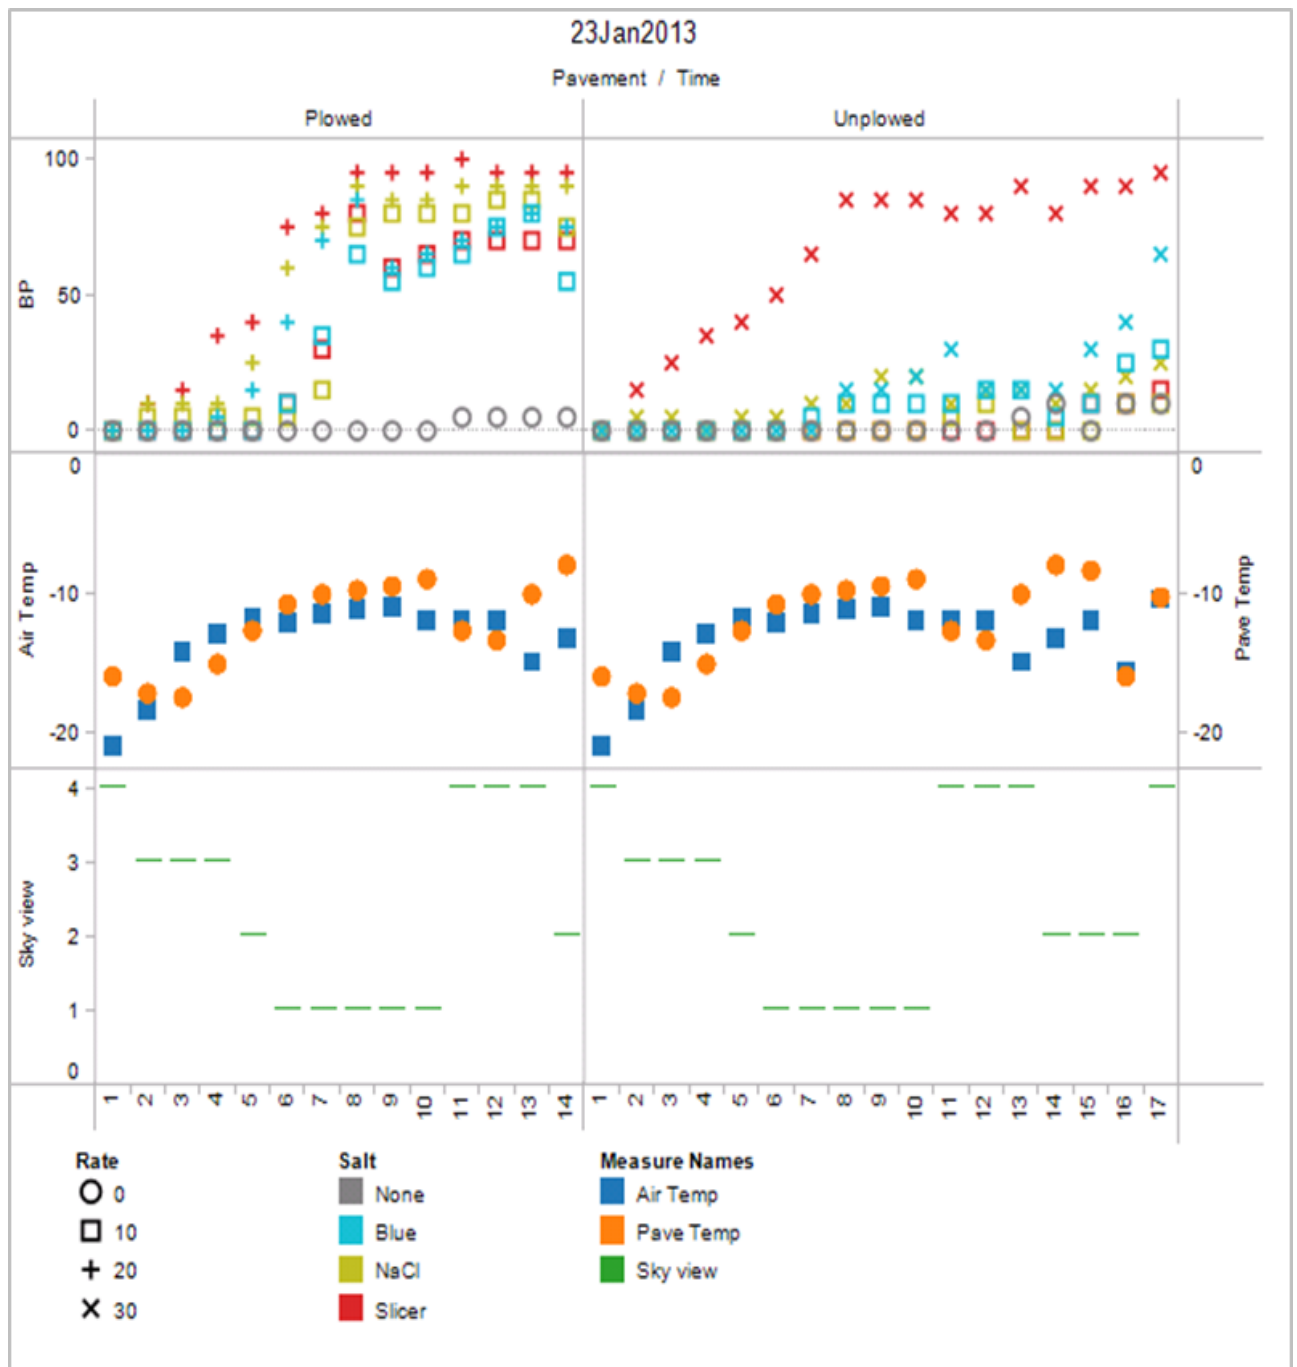 23Jan2013
Pavement / Time
Plowed Unplowed
BP
100
50
0
Air Temp
0
-10
-20
Pave Temp
0
-10
-20
Sky view
4
3
2
1
0
1 2 3 4 5 6 7 8 9 10 11 12 13 14 1 2 3 4 5 6 7 8 9 10 11 12 13 14 15 16 17
Rate
0
10
20
30
Salt
None
Blue
NaCl
Slicer
Measure Names
Air Temp
Pave Temp
Sky view